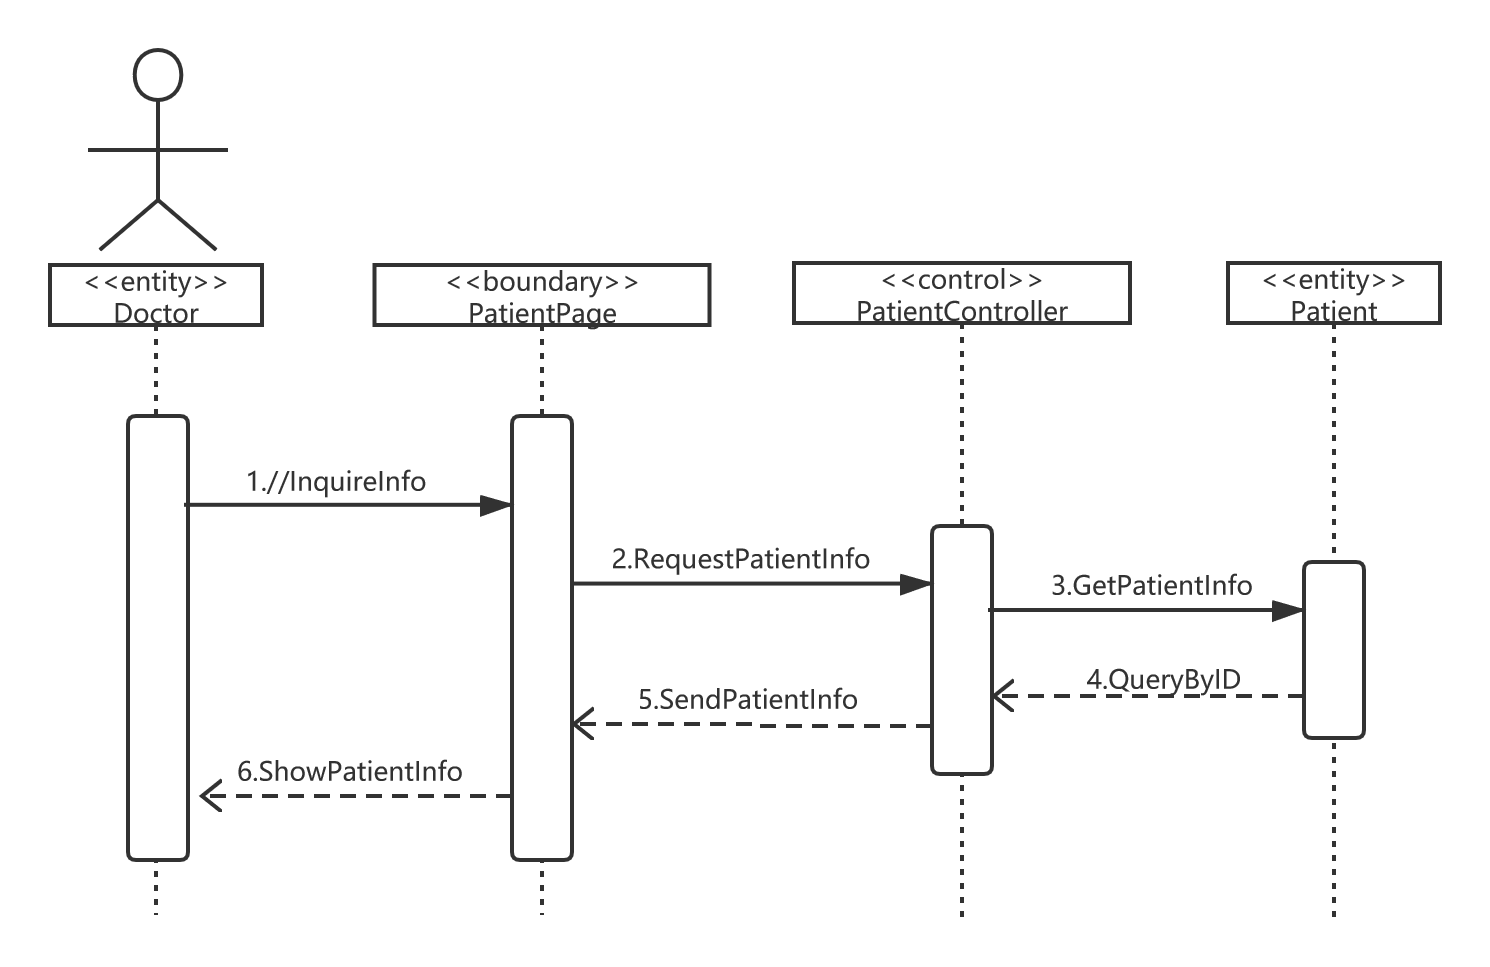 <<entity>>
Doctor
<<boundary>>
PatientPage
<<control>>
PatientController
<<entity>>
Patient
1.//InquireInfo
2.RequestPatientInfo
3.GetPatientInfo
4.QueryByID
5.SendPatientInfo
6.ShowPatientInfo